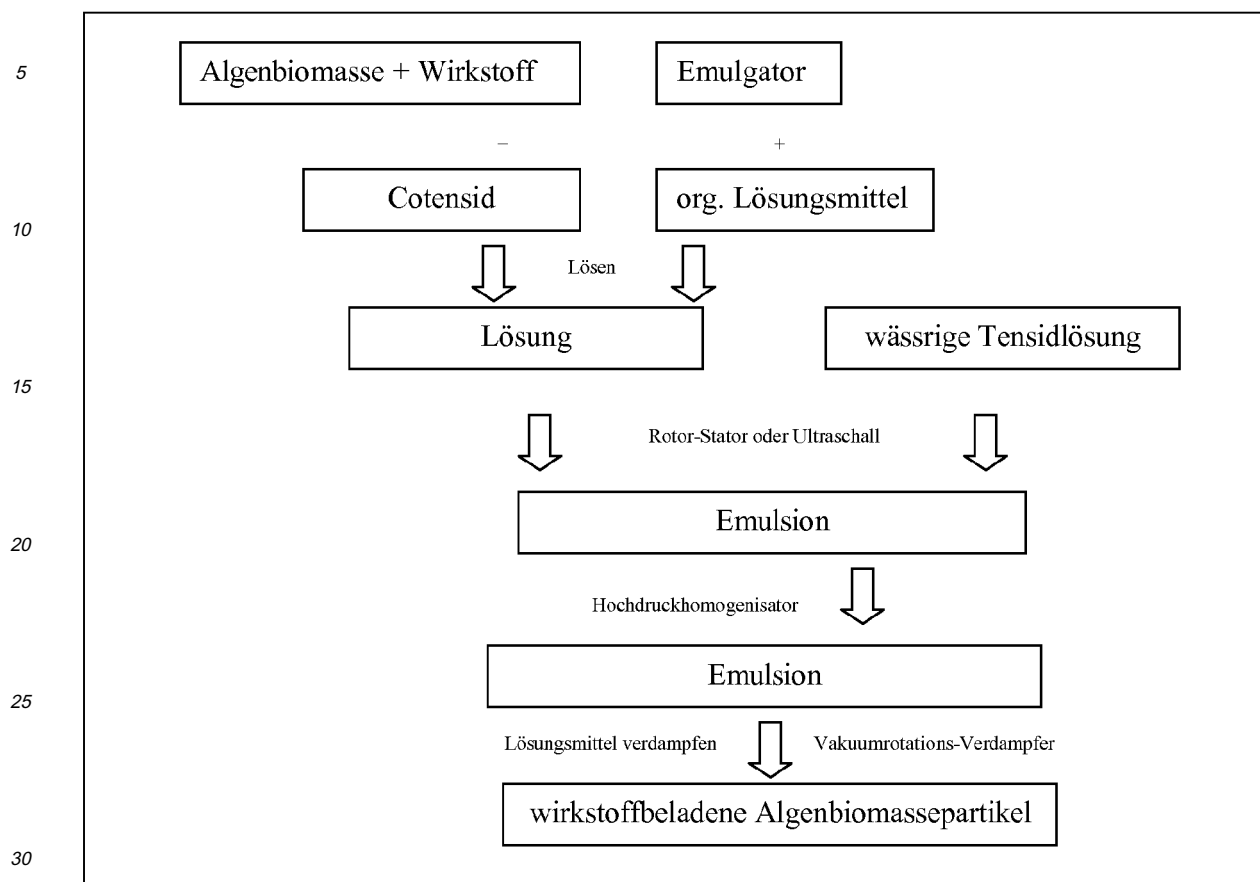 5
Algenbiomasse + Wirkstoff Emulgator
– +
Cotensid org. Lösungsmittel
10
Lösen
Lösung wässrige Tensidlösung
15
Rotor-Stator oder Ultraschall
Emulsion
20
Hochdruckhomogenisator
Emulsion
25
Lösungsmittel verdampfen Vakuumrotations-Verdampfer
wirkstoffbeladene Algenbiomassepartikel
30